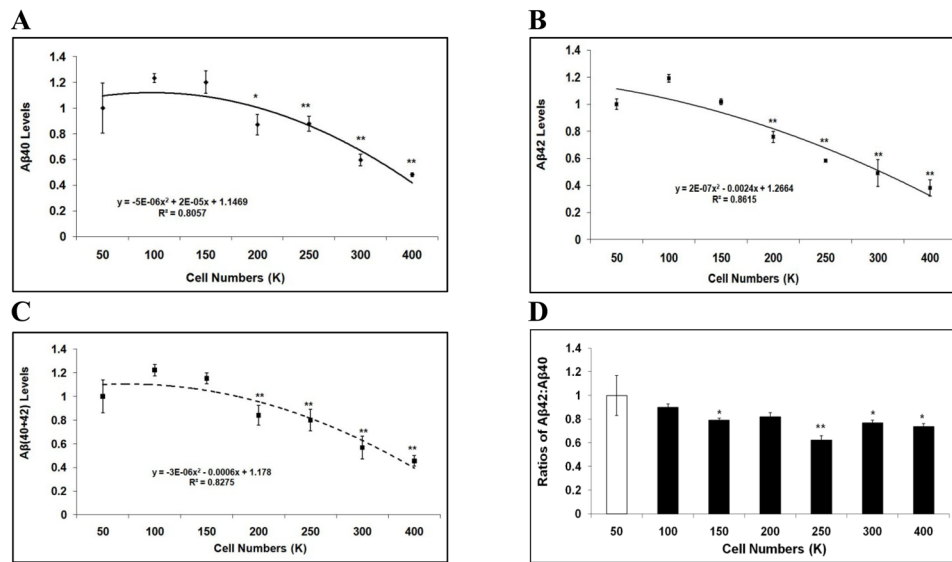 A
Aβ40 Levels
1.4
1.2
1
0.8
0.6
0.4
0.2
0
*
**
**
**
y = -5E-06x² + 2E-05x + 1.1469
R² = 0.8057
50 100 150 200 250 300 400
Cell Numbers (K)
B
Aβ42 Levels
1.4
1.2
1
0.8
0.6
0.4
0.2
0
**
**
**
**
y = 2E-07x² - 0.0024x + 1.2664
R² = 0.8615
50 100 150 200 250 300 400
Cell Numbers (K)
C
Aβ(40+42) Levels
1.4
1.2
1
0.8
0.6
0.4
0.2
0
**
**
**
**
y = -3E-06x² - 0.0006x + 1.178
R² = 0.8275
50 100 150 200 250 300 400
Cell Numbers (K)
D
Ratios of Aβ42:Aβ40
1.4
1.2
1
0.8
0.6
0.4
0.2
0
*
**
*
*
50 100 150 200 250 300 400
Cell Numbers (K)